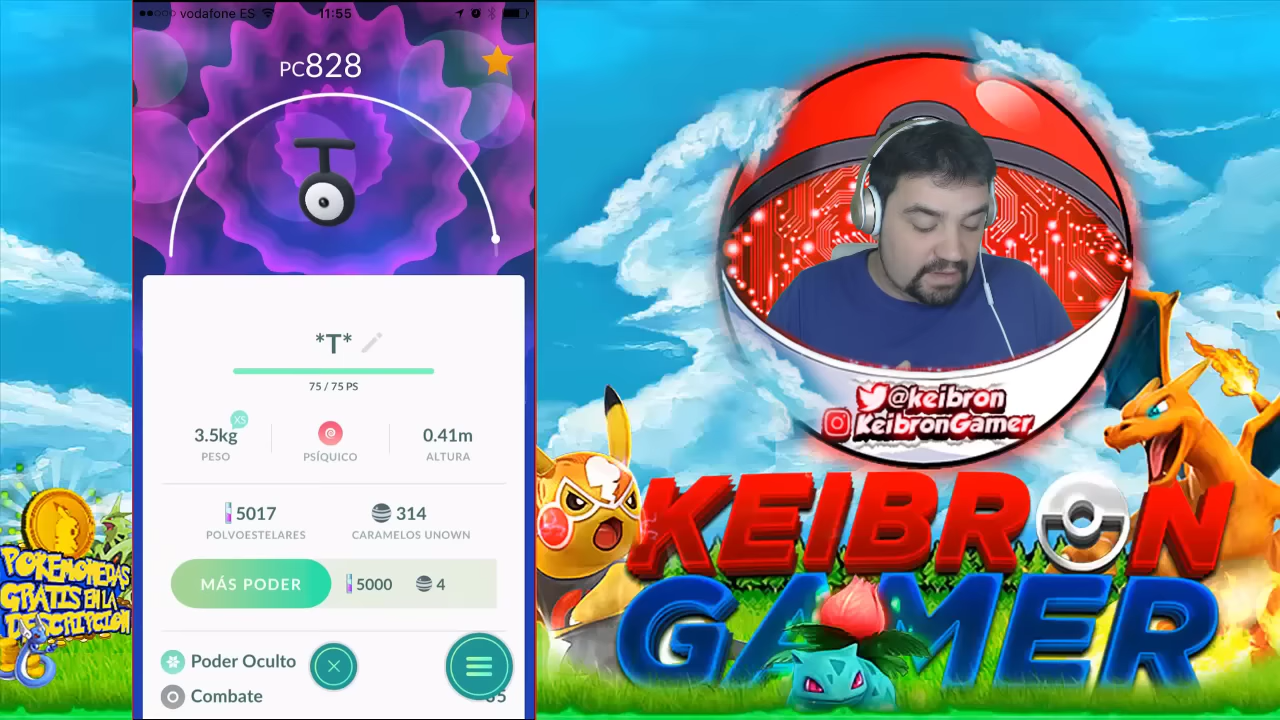 vodafone ES
11:55
PC828
*T*
75 / 75 PS
XS
3.5kg
PESO
PSÍQUICO
0.41m
ALTURA
5017
POLVOESTELARES
314
CARAMELOS UNOWN
MÁS PODER
5000
4
Poder Oculto
Combate
POKEMONEDAS
GRATIS EN LA
DESCRIPCIÓN
@keibron
KeibronGamer
KEIBRON
GAMER